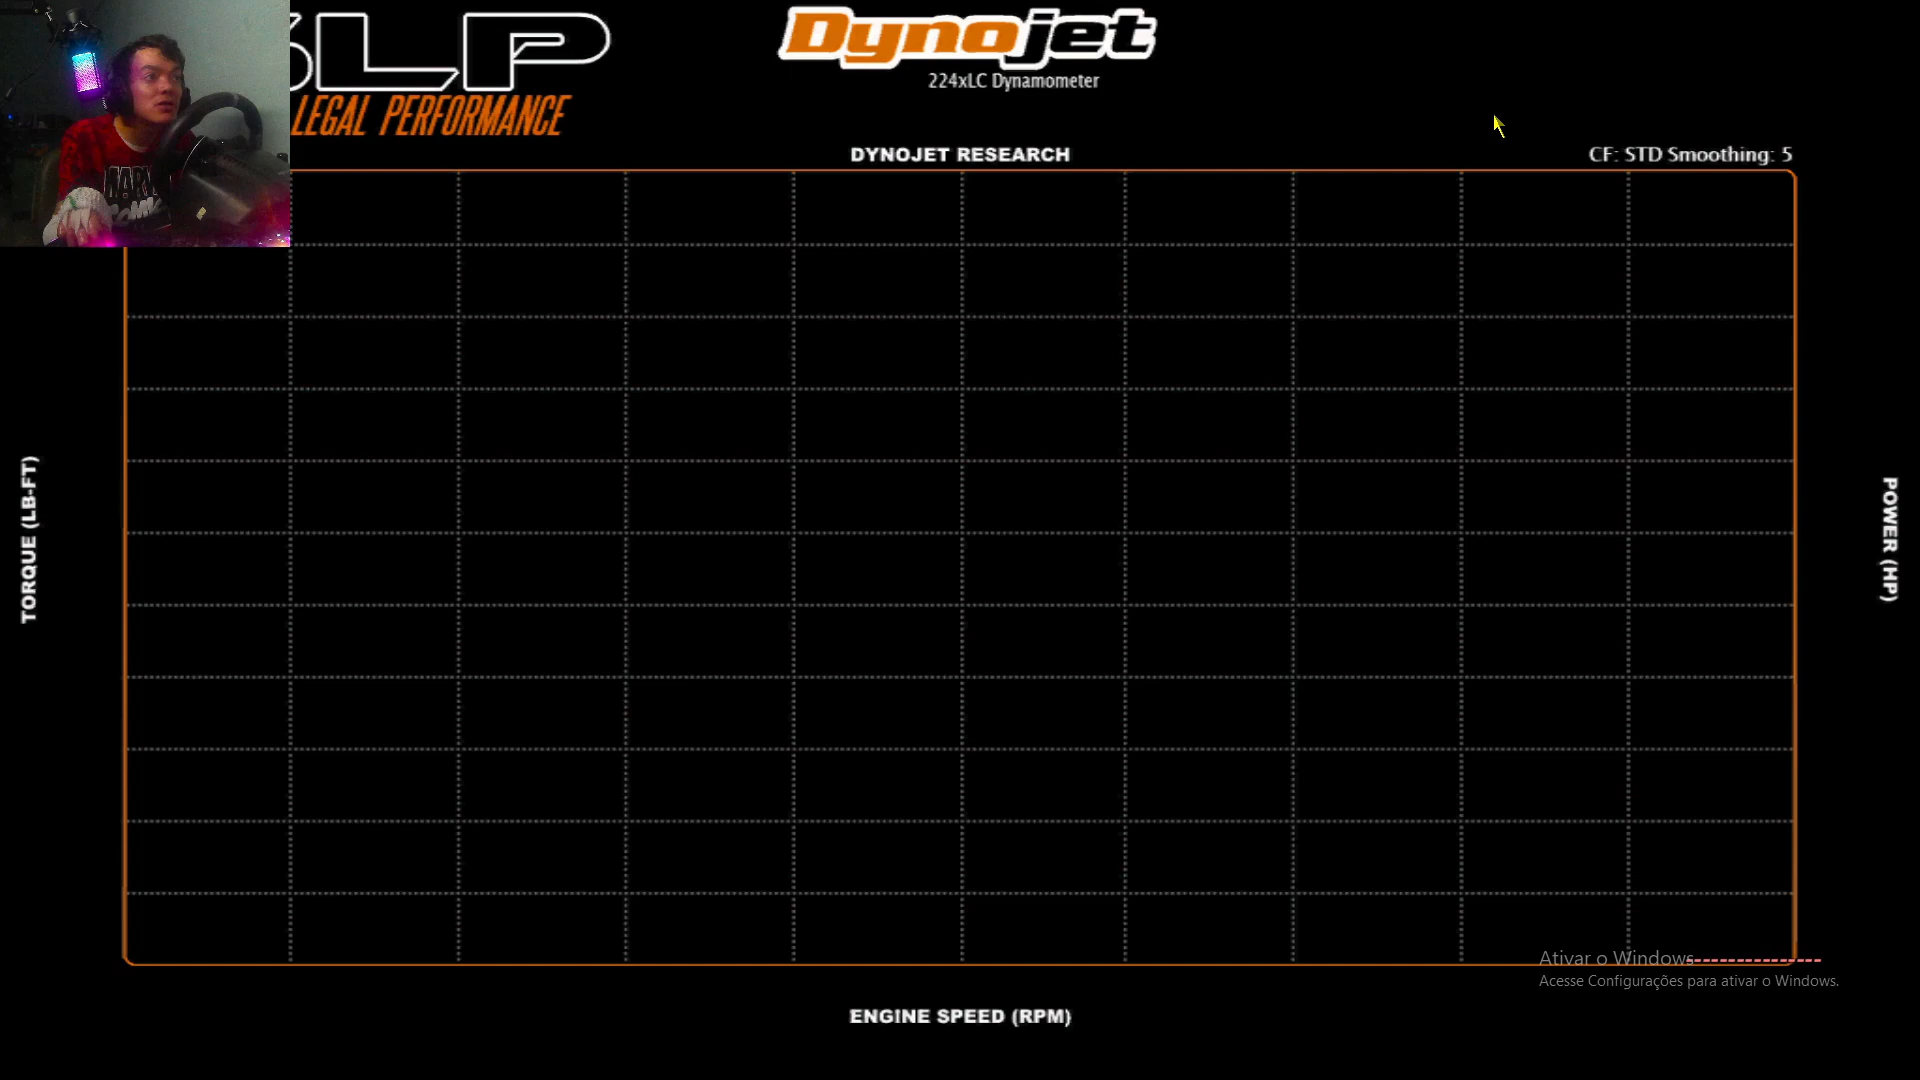 LP
LEGAL PERFORMANCE
Dynojet
224xLC Dynamometer
DYNOJET RESEARCH
CF: STD Smoothing: 5
TORQUE (LB-FT)
POWER (HP)
Ativar o Windows
Acesse Configurações para ativar o Windows.
ENGINE SPEED (RPM)